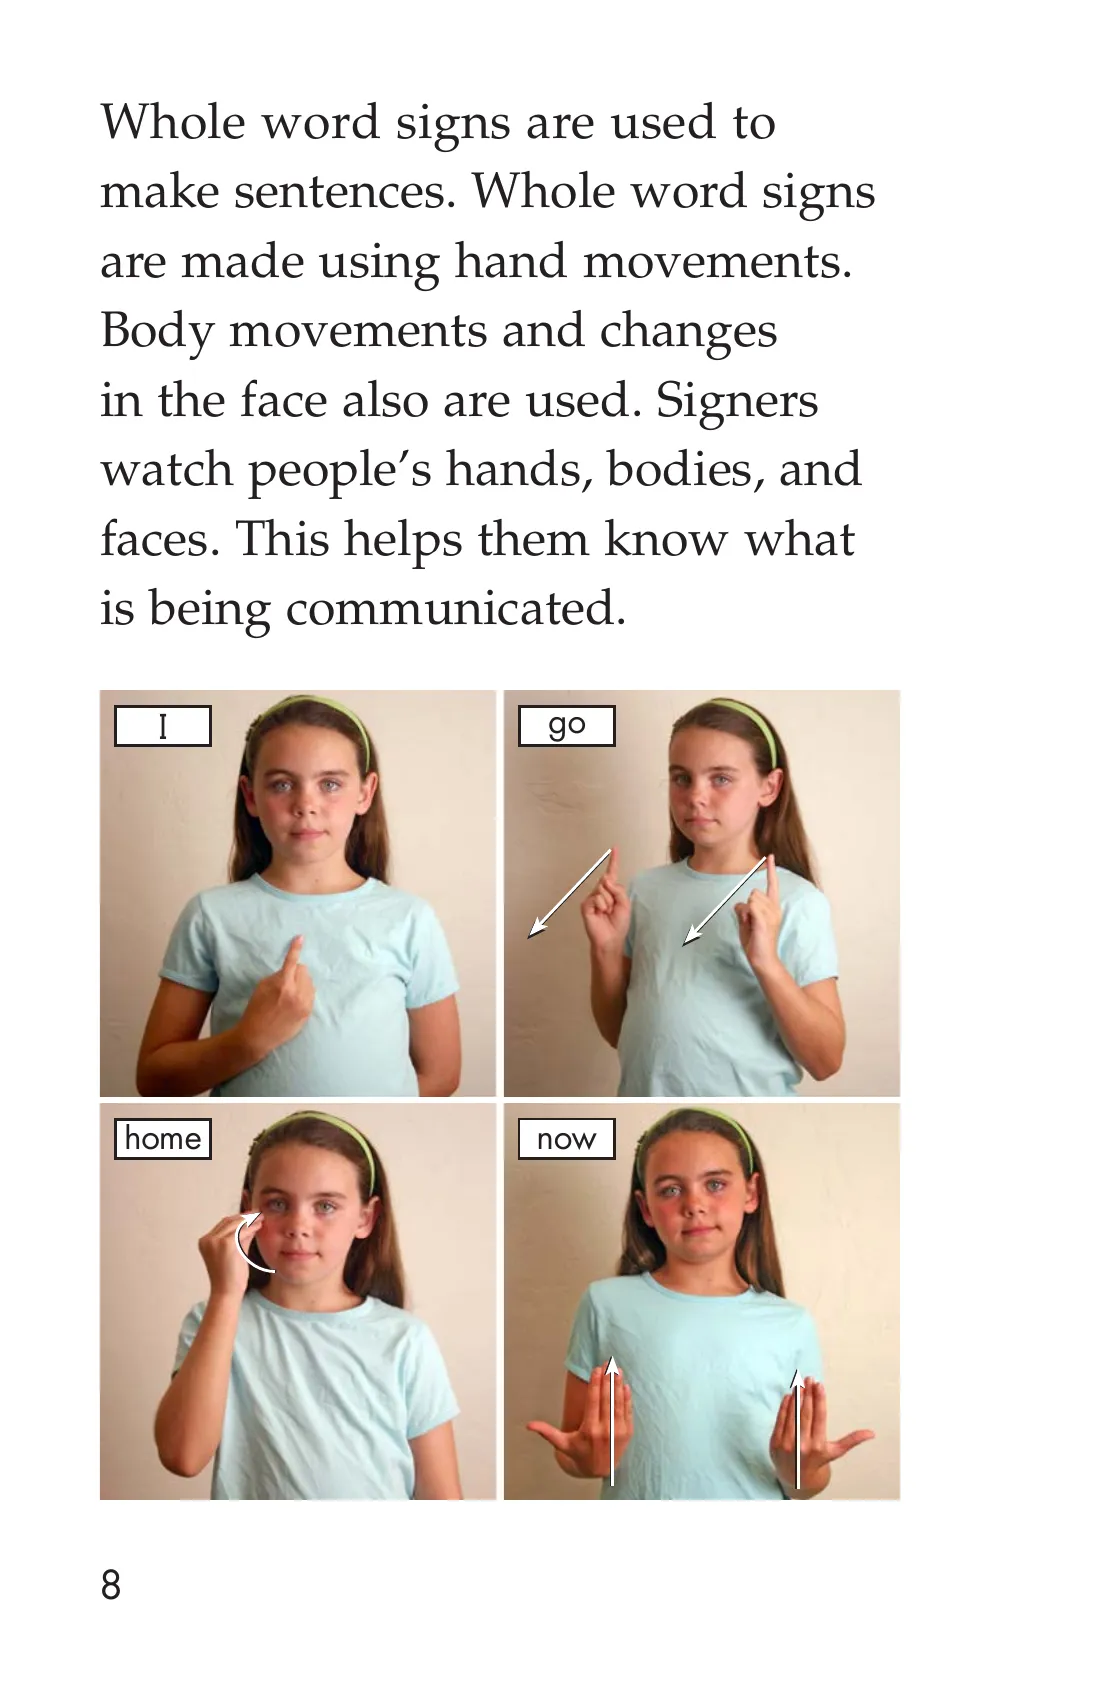 Whole word signs are used to
make sentences. Whole word signs
are made using hand movements.
Body movements and changes
in the face also are used. Signers
watch people’s hands, bodies, and
faces. This helps them know what
is being communicated.
I
go
home
now
8